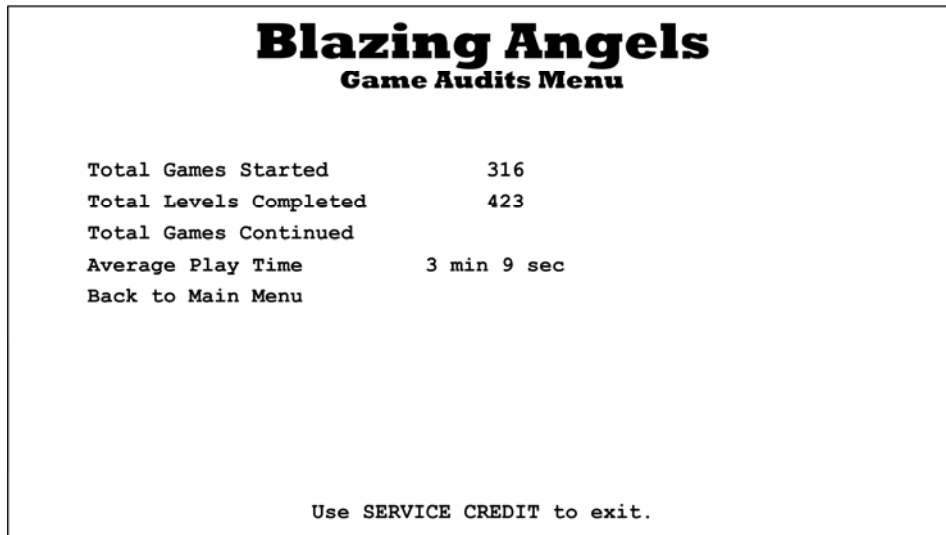 Blazing Angels
Game Audits Menu
Total Games Started 316
Total Levels Completed 423
Total Games Continued
Average Play Time 3 min 9 sec
Back to Main Menu
Use SERVICE CREDIT to exit.